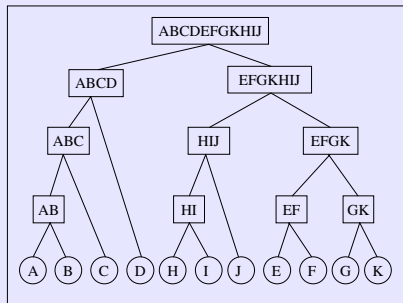 ABCDEFGKHIJ
ABCD EFGKHIJ
ABC HIJ EFGK
AB HI EF GK
A B C D H I J E F G K